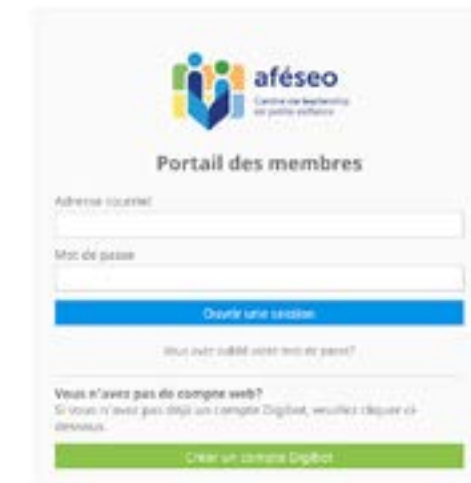 aféseo
Centre de leadership
en petite enfance
Portail des membres
Adresse courriel
Mot de passe
Ouvrir une session
Vous avez oublié votre mot de passe?
Vous n'avez pas de compte web?
Si vous n'avez pas déjà un compte Digibot, veuillez cliquer ci-
dessous.
Créer un compte Digibot